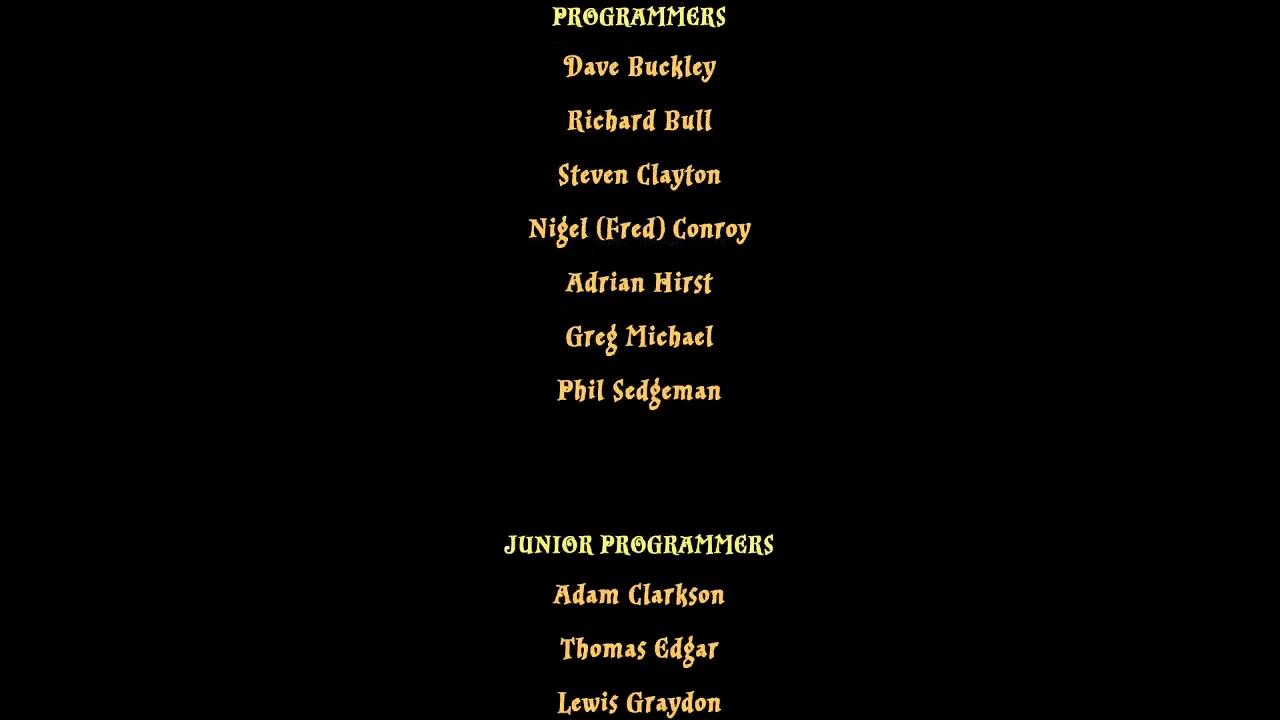 PROGRAMMERS
Dave Buckley
Richard Bull
Steven Clayton
Nigel (Fred) Conroy
Adrian Hirst
Greg Michael
Phil Sedgeman
JUNIOR PROGRAMMERS
Adam Clarkson
Thomas Edgar
Lewis Graydon